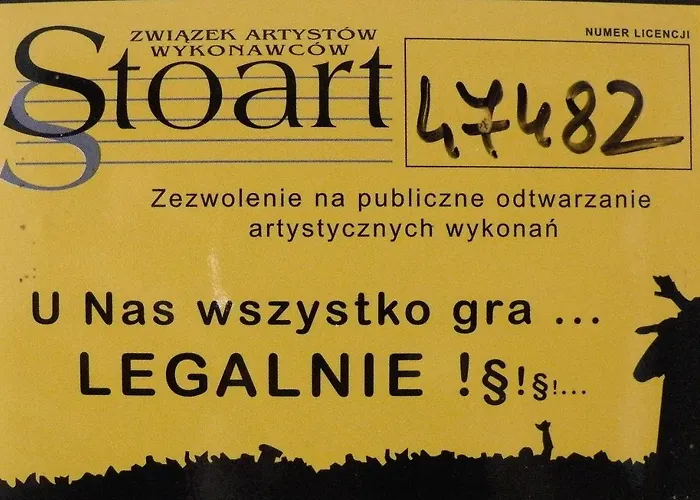 ZWIĄZEK ARTYSTÓW
WYKONAWCÓW
Stoart
NUMER LICENCJI
47482
Zezwolenie na publiczne odtwarzanie
artystycznych wykonań
U Nas wszystko gra ...
LEGALNIE !§!§!...